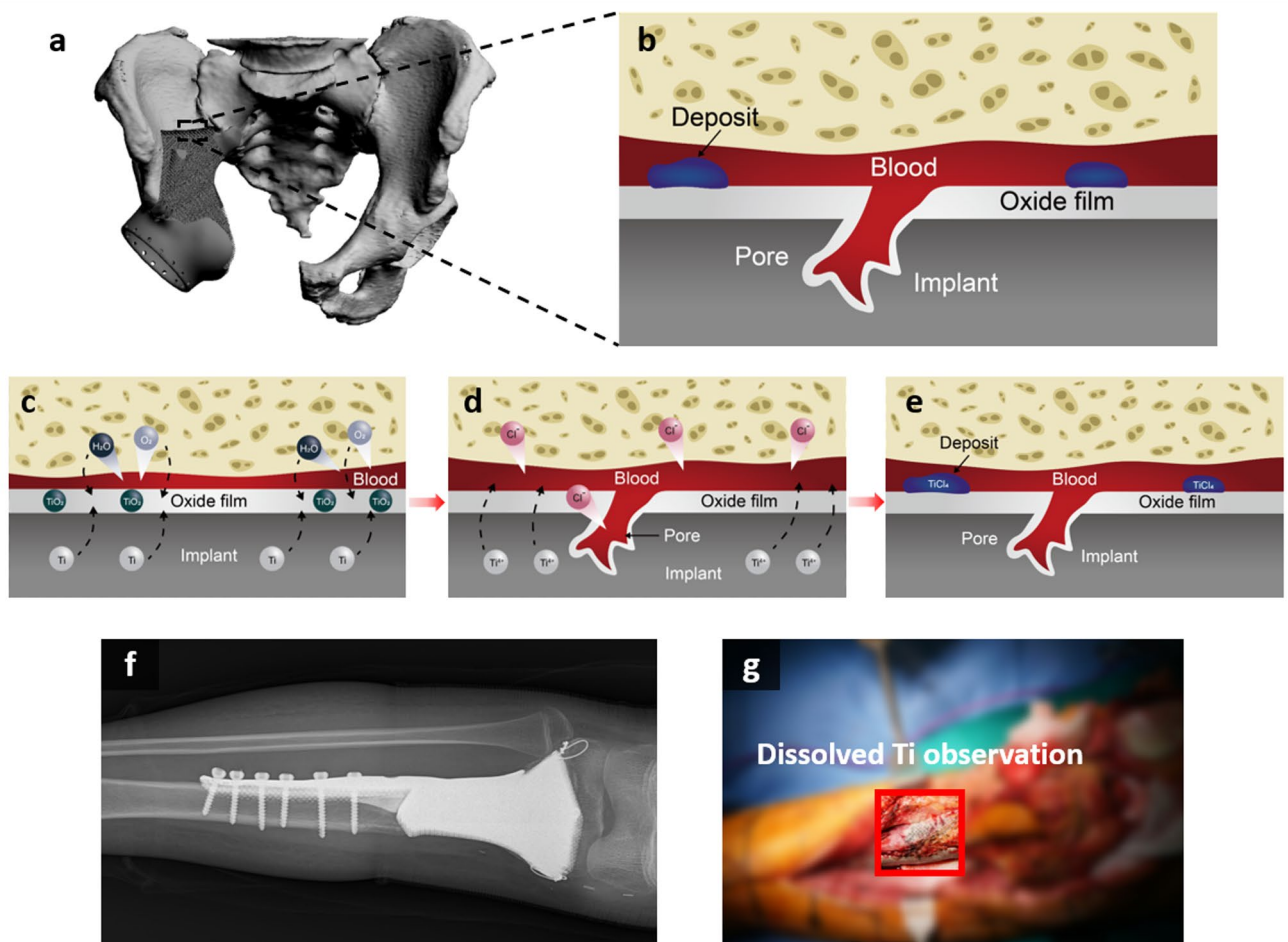 a
b
Deposit
Blood
Oxide film
Pore
Implant
c
H₂O
O₂
H₂O
O₂
Blood
TiO₂
TiO₂
Oxide film
TiO₂
TiO₂
Ti
Ti
Implant
Ti
Ti
d
Cl⁻
Cl⁻
Cl⁻
Blood
Cl⁻
Oxide film
Pore
Ti⁴⁺
Ti⁴⁺
Implant
Ti⁴⁺
Ti⁴⁺
e
Deposit
TiCl₄
Blood
TiCl₄
Oxide film
Pore
Implant
f
g
Dissolved Ti observation